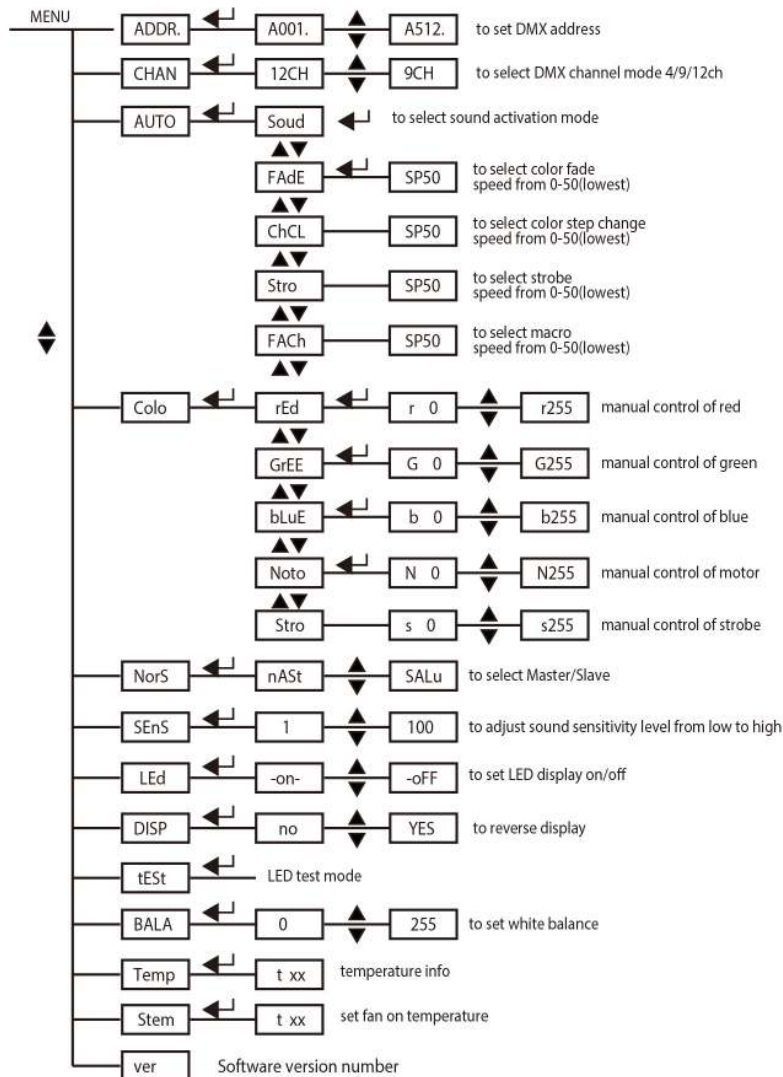 MENU
ADDR. A001. A512. to set DMX address
CHAN 12CH 9CH to select DMX channel mode 4/9/12ch
AUTO Soud to select sound activation mode
FAdE SP50 to select color fade
speed from 0-50(lowest)
ChCL SP50 to select color step change
speed from 0-50(lowest)
Stro SP50 to select strobe
speed from 0-50(lowest)
FACh SP50 to select macro
speed from 0-50(lowest)
Colo rEd r 0 r255 manual control of red
GrEE G 0 G255 manual control of green
bLuE b 0 b255 manual control of blue
Noto N 0 N255 manual control of motor
Stro s 0 s255 manual control of strobe
NorS nASt SALu to select Master/Slave
SEnS 1 100 to adjust sound sensitivity level from low to high
LEd -on- -oFF to set LED display on/off
DISP no YES to reverse display
tESt LED test mode
BALA 0 255 to set white balance
Temp t xx temperature info
Stem t xx set fan on temperature
ver Software version number